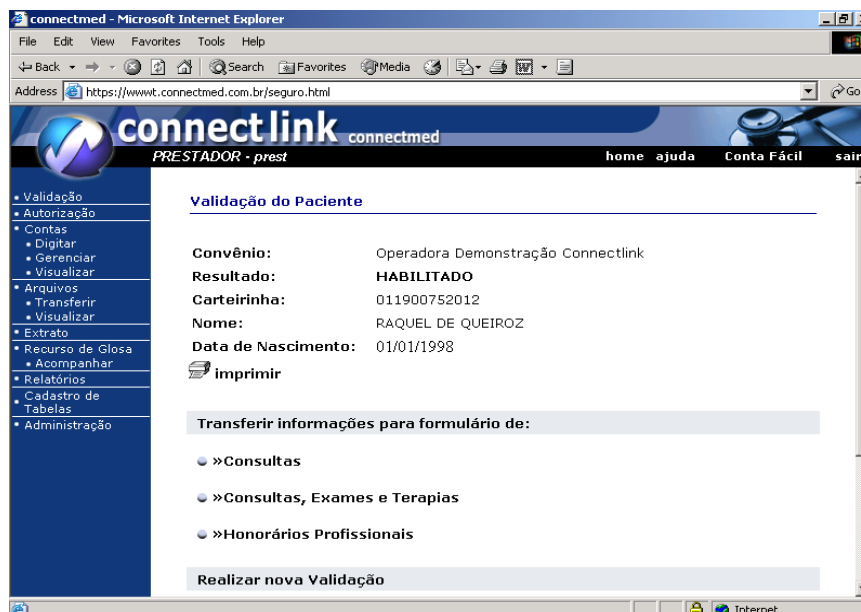 connectmed - Microsoft Internet Explorer
File Edit View Favorites Tools Help
Back Search Favorites Media
Address https://wwwt.connectmed.com.br/seguro.html Go
connectlink connectmed
PRESTADOR - prest home ajuda Conta Fácil sair
Validação
Autorização
Contas
Digitar
Gerenciar
Visualizar
Arquivos
Transferir
Visualizar
Extrato
Recurso de Glosa
Acompanhar
Relatórios
Cadastro de
Tabelas
Administração
Validação do Paciente
Convênio: Operadora Demonstração Connectlink
Resultado: HABILITADO
Carteirinha: 011900752012
Nome: RAQUEL DE QUEIROZ
Data de Nascimento: 01/01/1998
imprimir
Transferir informações para formulário de:
»Consultas
»Consultas, Exames e Terapias
»Honorários Profissionais
Realizar nova Validação
Internet